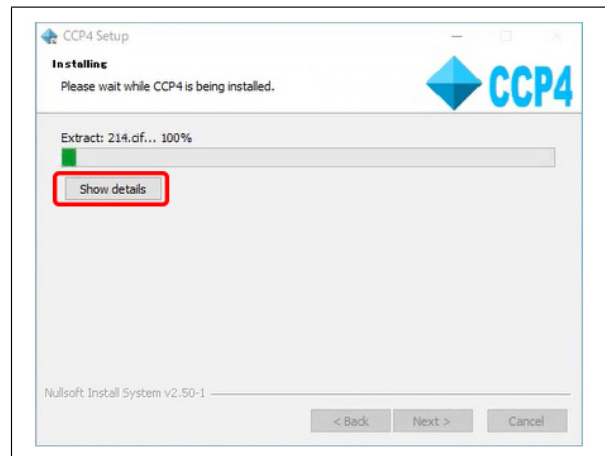 CCP4 Setup
Installing
Please wait while CCP4 is being installed.
CCP4
Extract: 214.cif... 100%
Show details
Nullsoft Install System v2.50-1
< Back Next > Cancel